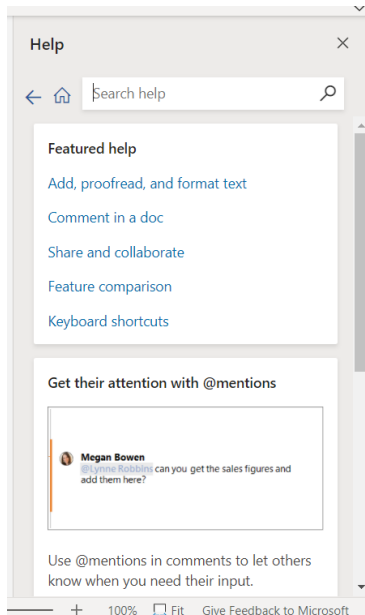 Help
Search help
Featured help
Add, proofread, and format text
Comment in a doc
Share and collaborate
Feature comparison
Keyboard shortcuts
Get their attention with @mentions
Megan Bowen
@Lynne Robbins can you get the sales figures and
add them here?
Use @mentions in comments to let others
know when you need their input.
100% Fit Give Feedback to Microsoft